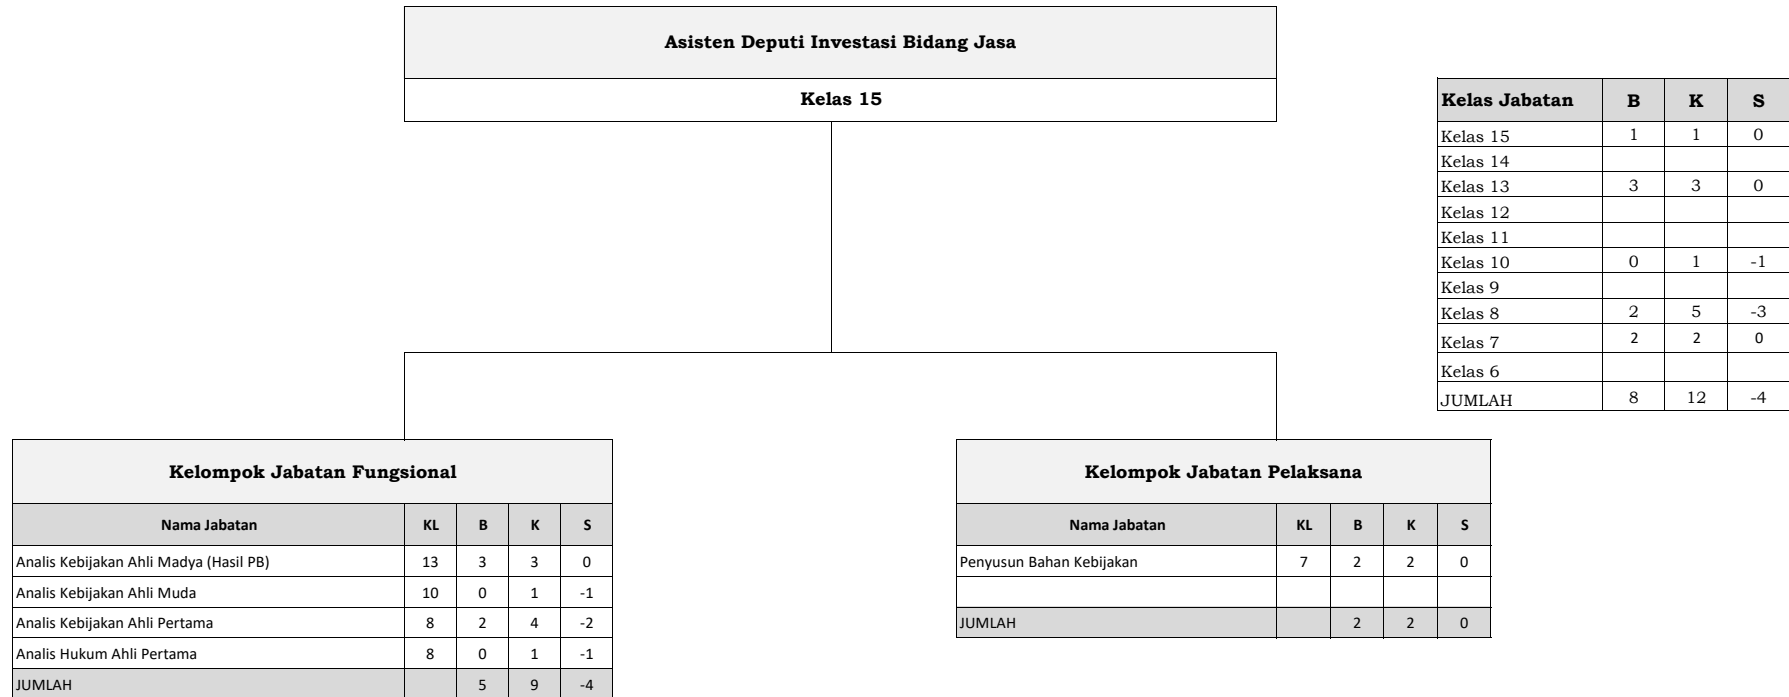 Asisten Deputi Investasi Bidang Jasa
Kelas 15
Kelas Jabatan B K S
Kelas 15 1 1 0
Kelas 14
Kelas 13 3 3 0
Kelas 12
Kelas 11
Kelas 10 0 1 -1
Kelas 9
Kelas 8 2 5 -3
Kelas 7 2 2 0
Kelas 6
JUMLAH 8 12 -4
Kelompok Jabatan Fungsional
Nama Jabatan KL B K S
Analis Kebijakan Ahli Madya (Hasil PB) 13 3 3 0
Analis Kebijakan Ahli Muda 10 0 1 -1
Analis Kebijakan Ahli Pertama 8 2 4 -2
Analis Hukum Ahli Pertama 8 0 1 -1
JUMLAH 5 9 -4
Kelompok Jabatan Pelaksana
Nama Jabatan KL B K S
Penyusun Bahan Kebijakan 7 2 2 0
JUMLAH 2 2 0